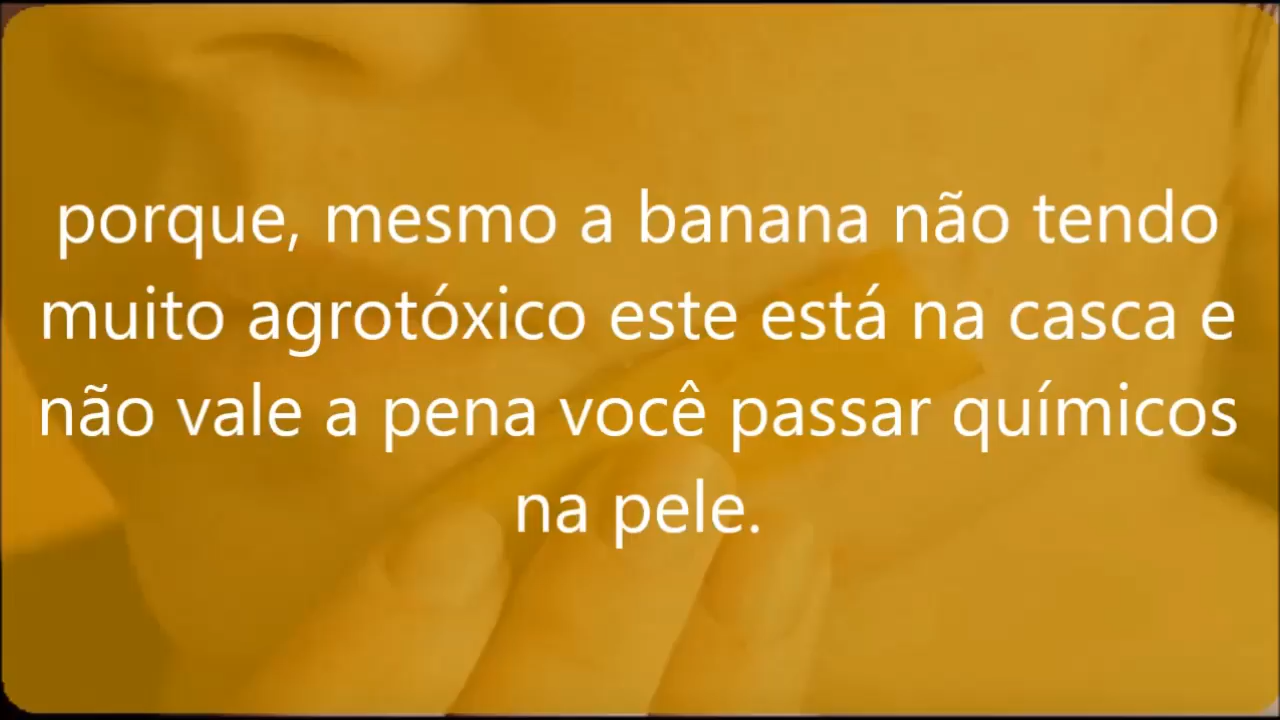 porque, mesmo a banana não tendo
muito agrotóxico este está na casca e
não vale a pena você passar químicos
na pele.